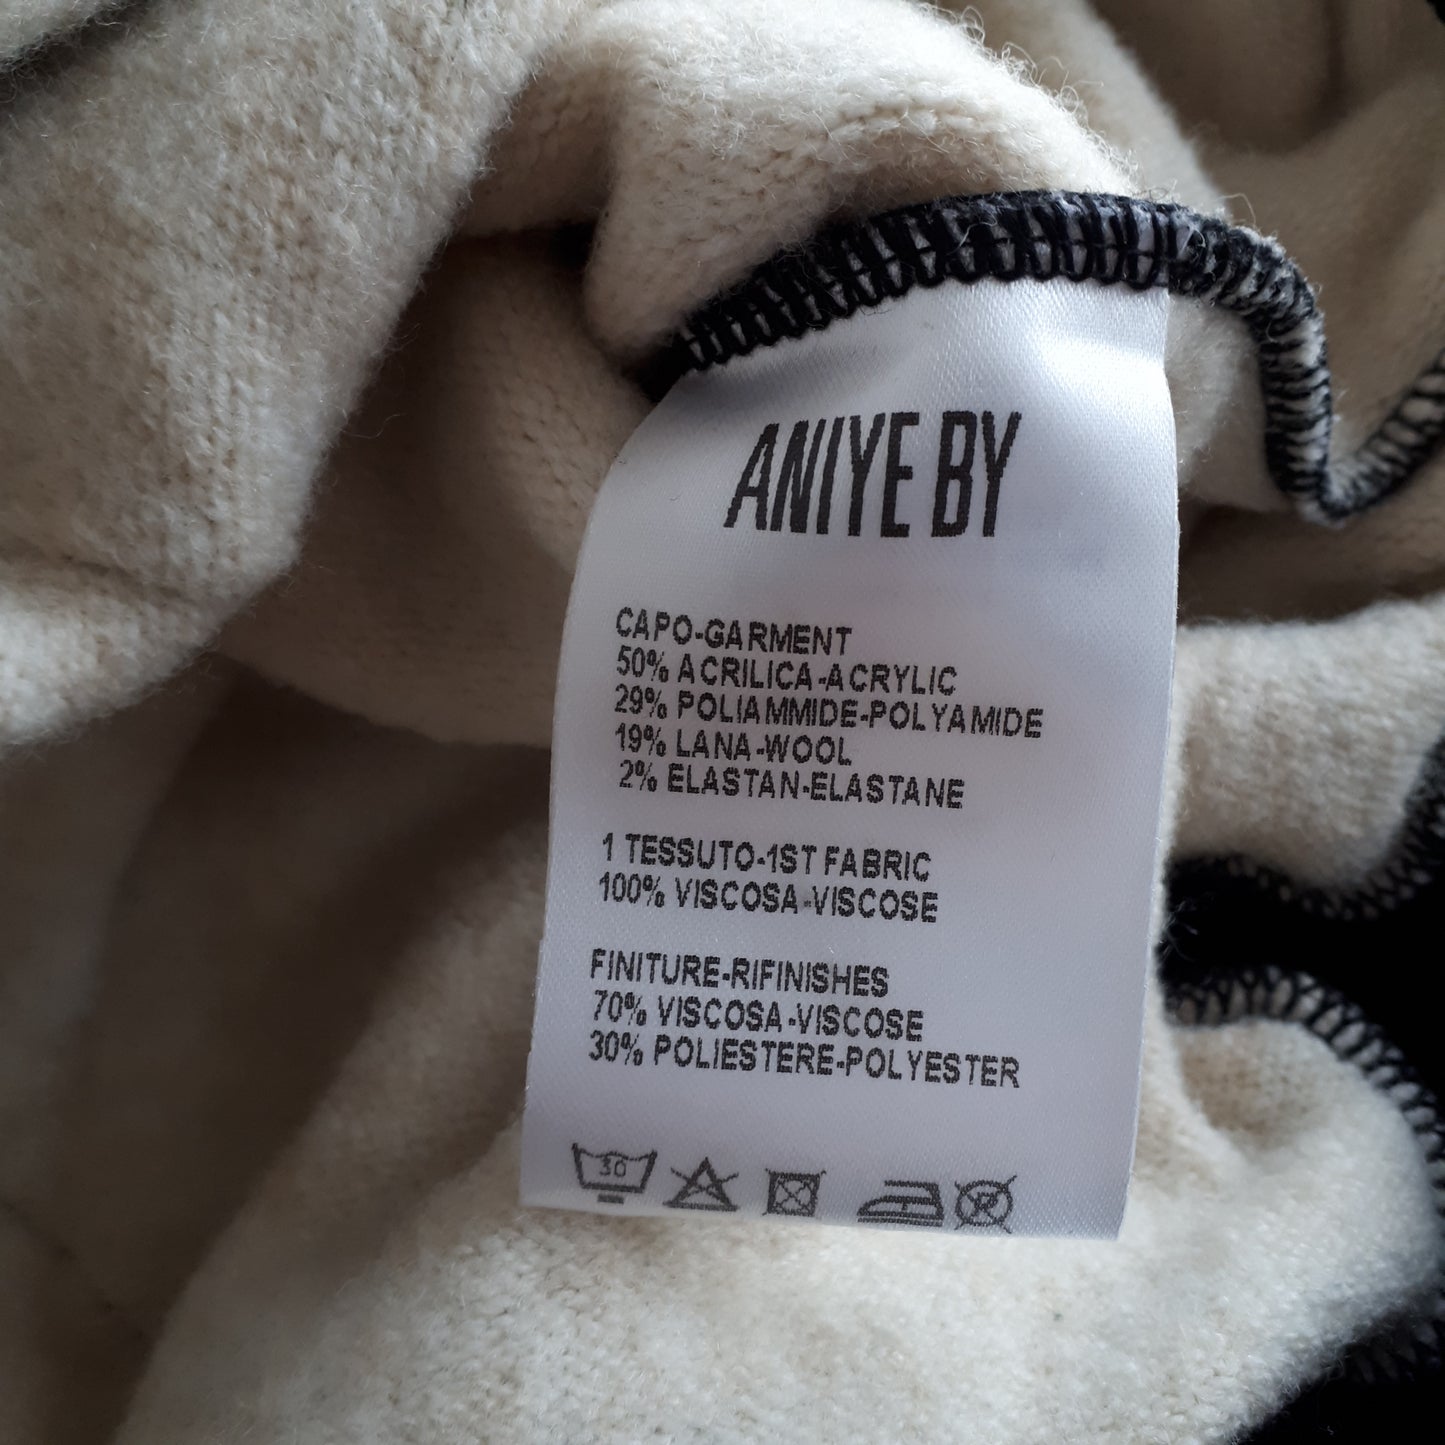 ANIYE BY
CAPO-GARMENT
50% ACRILICA-ACRYLIC
29% POLIAMMIDE-POLYAMIDE
19% LANA-WOOL
2% ELASTAN-ELASTANE
1 TESSUTO-1ST FABRIC
100% VISCOSA-VISCOSE
FINITURE-RIFINISHES
70% VISCOSA-VISCOSE
30% POLIESTERE-POLYESTER
30 P